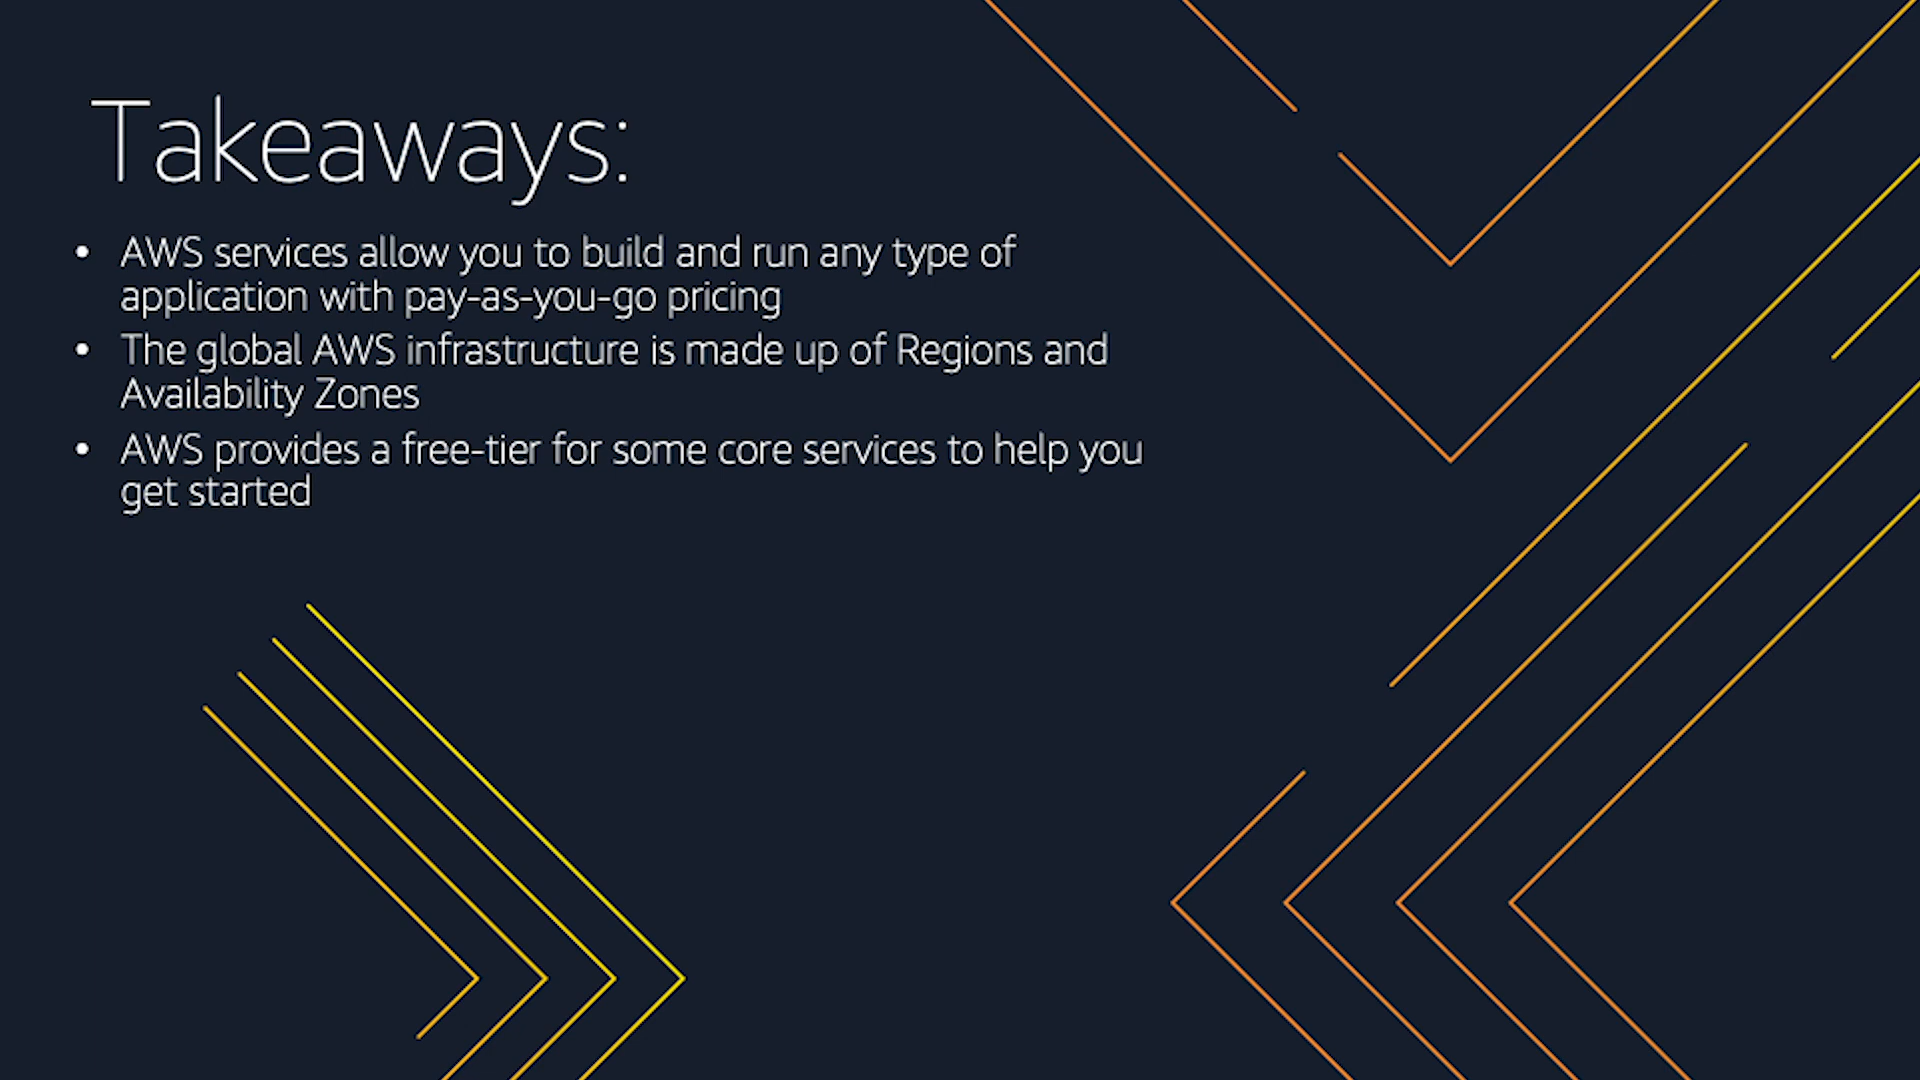 Takeaways:
• AWS services allow you to build and run any type of
application with pay-as-you-go pricing
• The global AWS infrastructure is made up of Regions and
Availability Zones
• AWS provides a free-tier for some core services to help you
get started